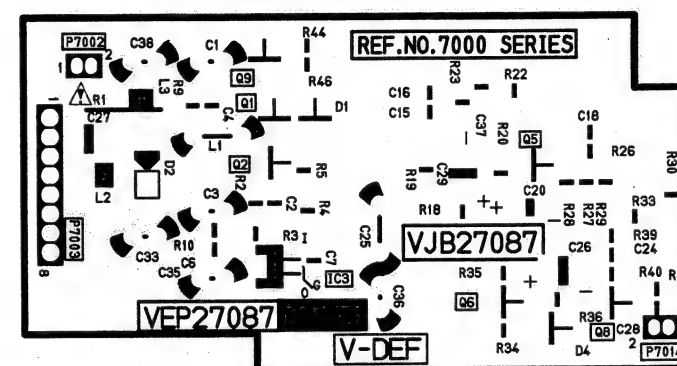 P7002
C38
C1
R44
REF.NO.7000 SERIES
1
2
L3
R9
Q9
R46
R23
R22
C16
R1
Q1
D1
C15
C4
C18
C27
1
L1
C37
R20
Q5
R26
D2
Q2
R5
R19
C29
R30
L2
R2
C3
C2
R4
R18
C20
R28
R27
R29
R33
P7003
R10
R3
I
C25
VJB27087
R39
C24
C33
C6
C7
C26
C35
G
IC3
R35
R40
8
O
C36
Q6
VEP27087
R36
Q8
C28
2
V-DEF
R34
D4
P7014